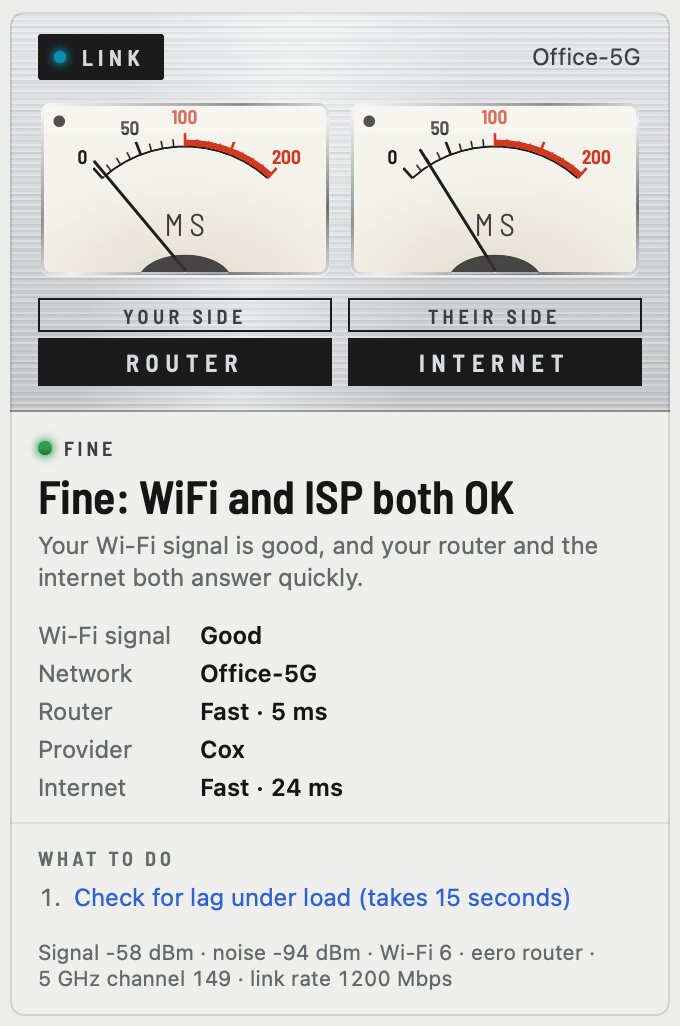 LINK
Office-5G
0 50 100 200
MS
0 50 100 200
MS
YOUR SIDE
THEIR SIDE
ROUTER
INTERNET
FINE
Fine: WiFi and ISP both OK
Your Wi-Fi signal is good, and your router and the
internet both answer quickly.
Wi-Fi signal Good
Network Office-5G
Router Fast · 5 ms
Provider Cox
Internet Fast · 24 ms
WHAT TO DO
1. Check for lag under load (takes 15 seconds)
Signal -58 dBm · noise -94 dBm · Wi-Fi 6 · eero router ·
5 GHz channel 149 · link rate 1200 Mbps